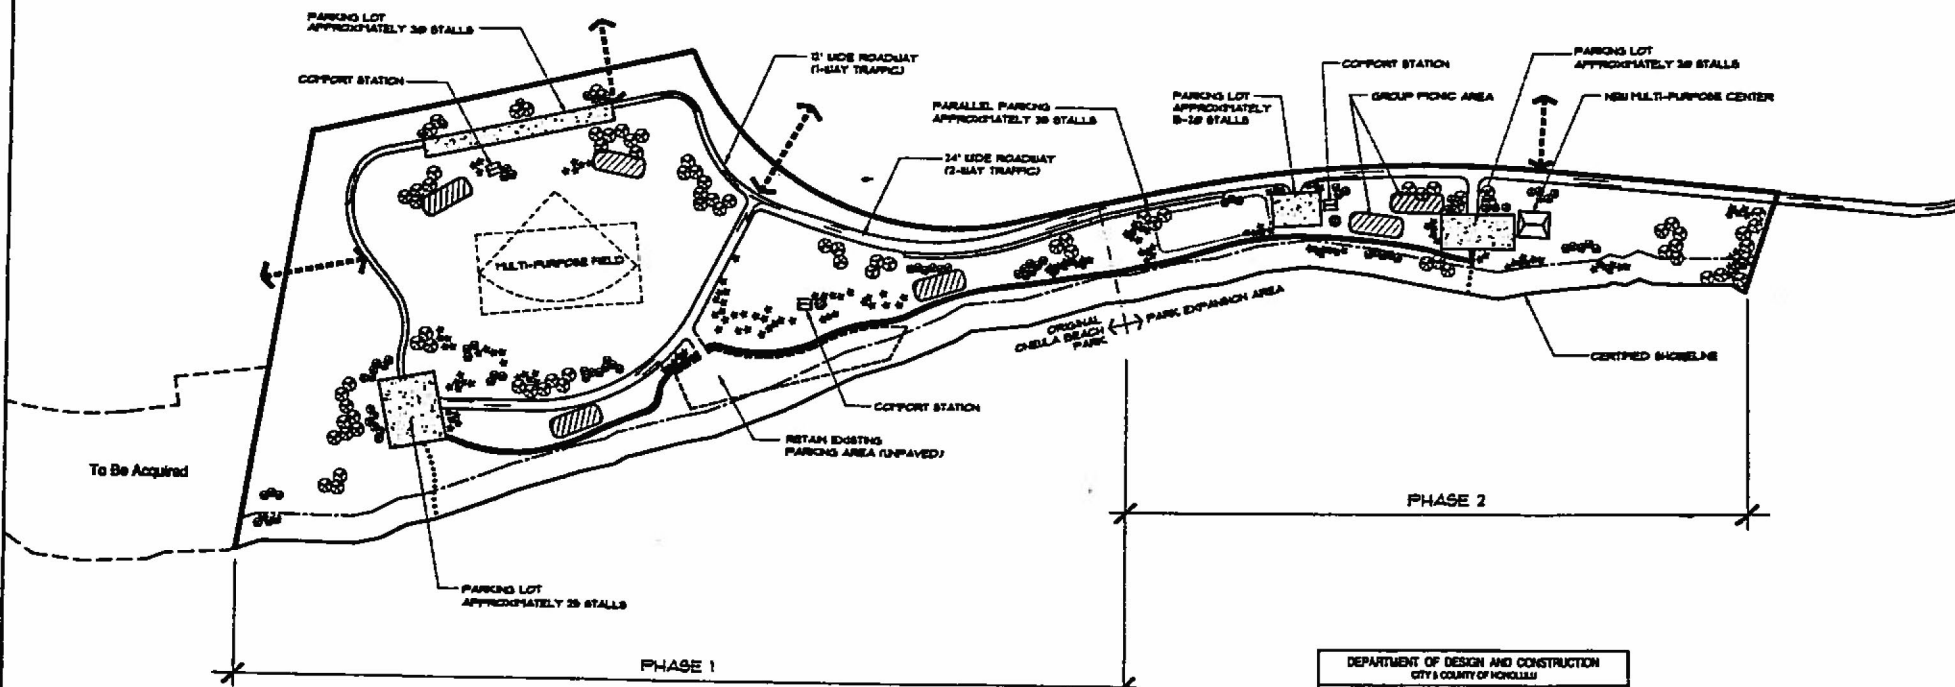 PARKING LOT
APPROXIMATELY 30 STALLS
COMFORT STATION
12' WIDE ROADWAY
(1-WAY TRAFFIC)
PARALLEL PARKING
APPROXIMATELY 30 STALLS
24' WIDE ROADWAY
(2-WAY TRAFFIC)
PARKING LOT
APPROXIMATELY
STALLS
COMFORT STATION
GROUP PICNIC AREA
PARKING LOT
APPROXIMATELY 30 STALLS
NEW MULTI-PURPOSE CENTER
MULTI-PURPOSE FIELD
ORIGINAL
ONEULA BEACH
PARK
PARK EXPANSION AREA
CERTIFIED SHORELINE
COMFORT STATION
RETAIN EXISTING
PARKING AREA (UNPAVED)
To Be Acquired
PARKING LOT
APPROXIMATELY 25 STALLS
PHASE 2
PHASE 1
DEPARTMENT OF DESIGN AND CONSTRUCTION
CITY & COUNTY OF HONOLULU